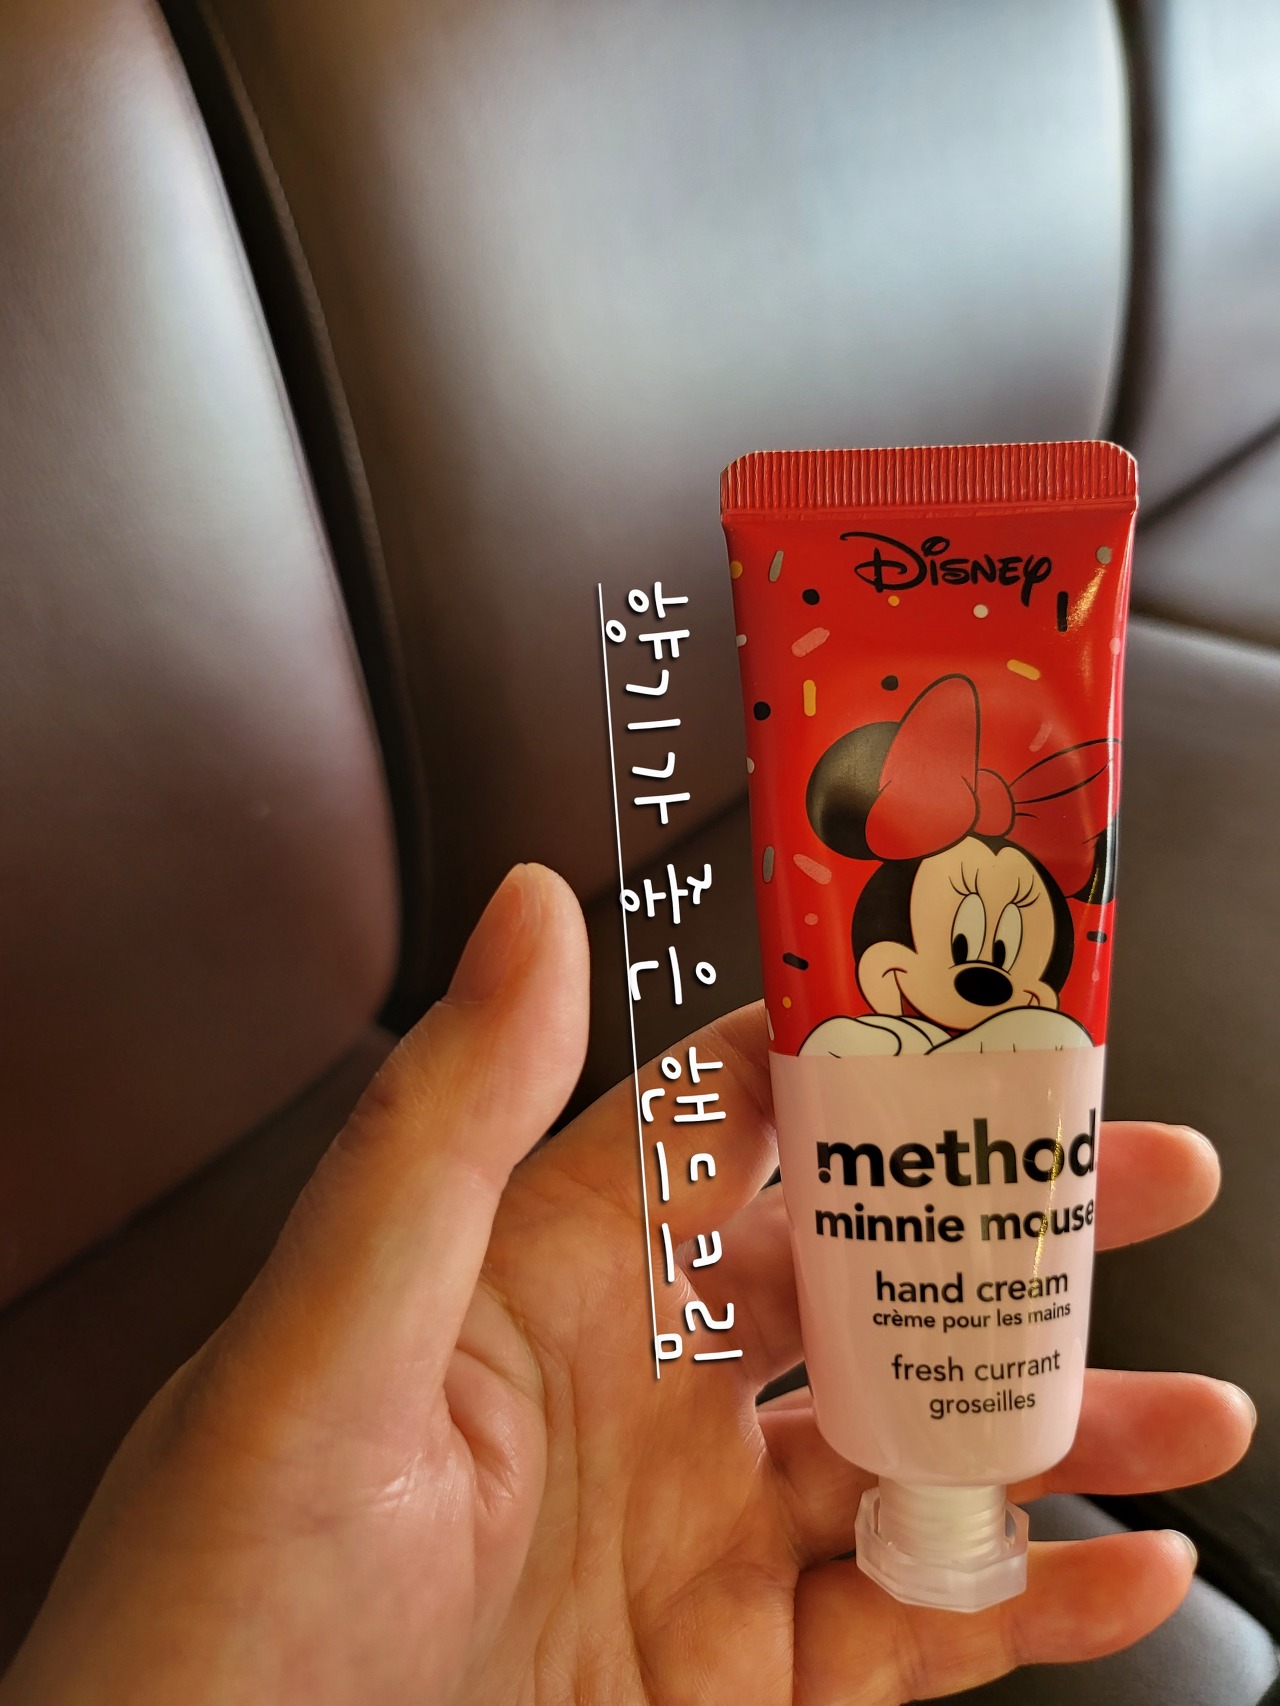 향기가 좋은 핸드크림
Disney
method
minnie mouse
hand cream
crème pour les mains
fresh currant
groseilles